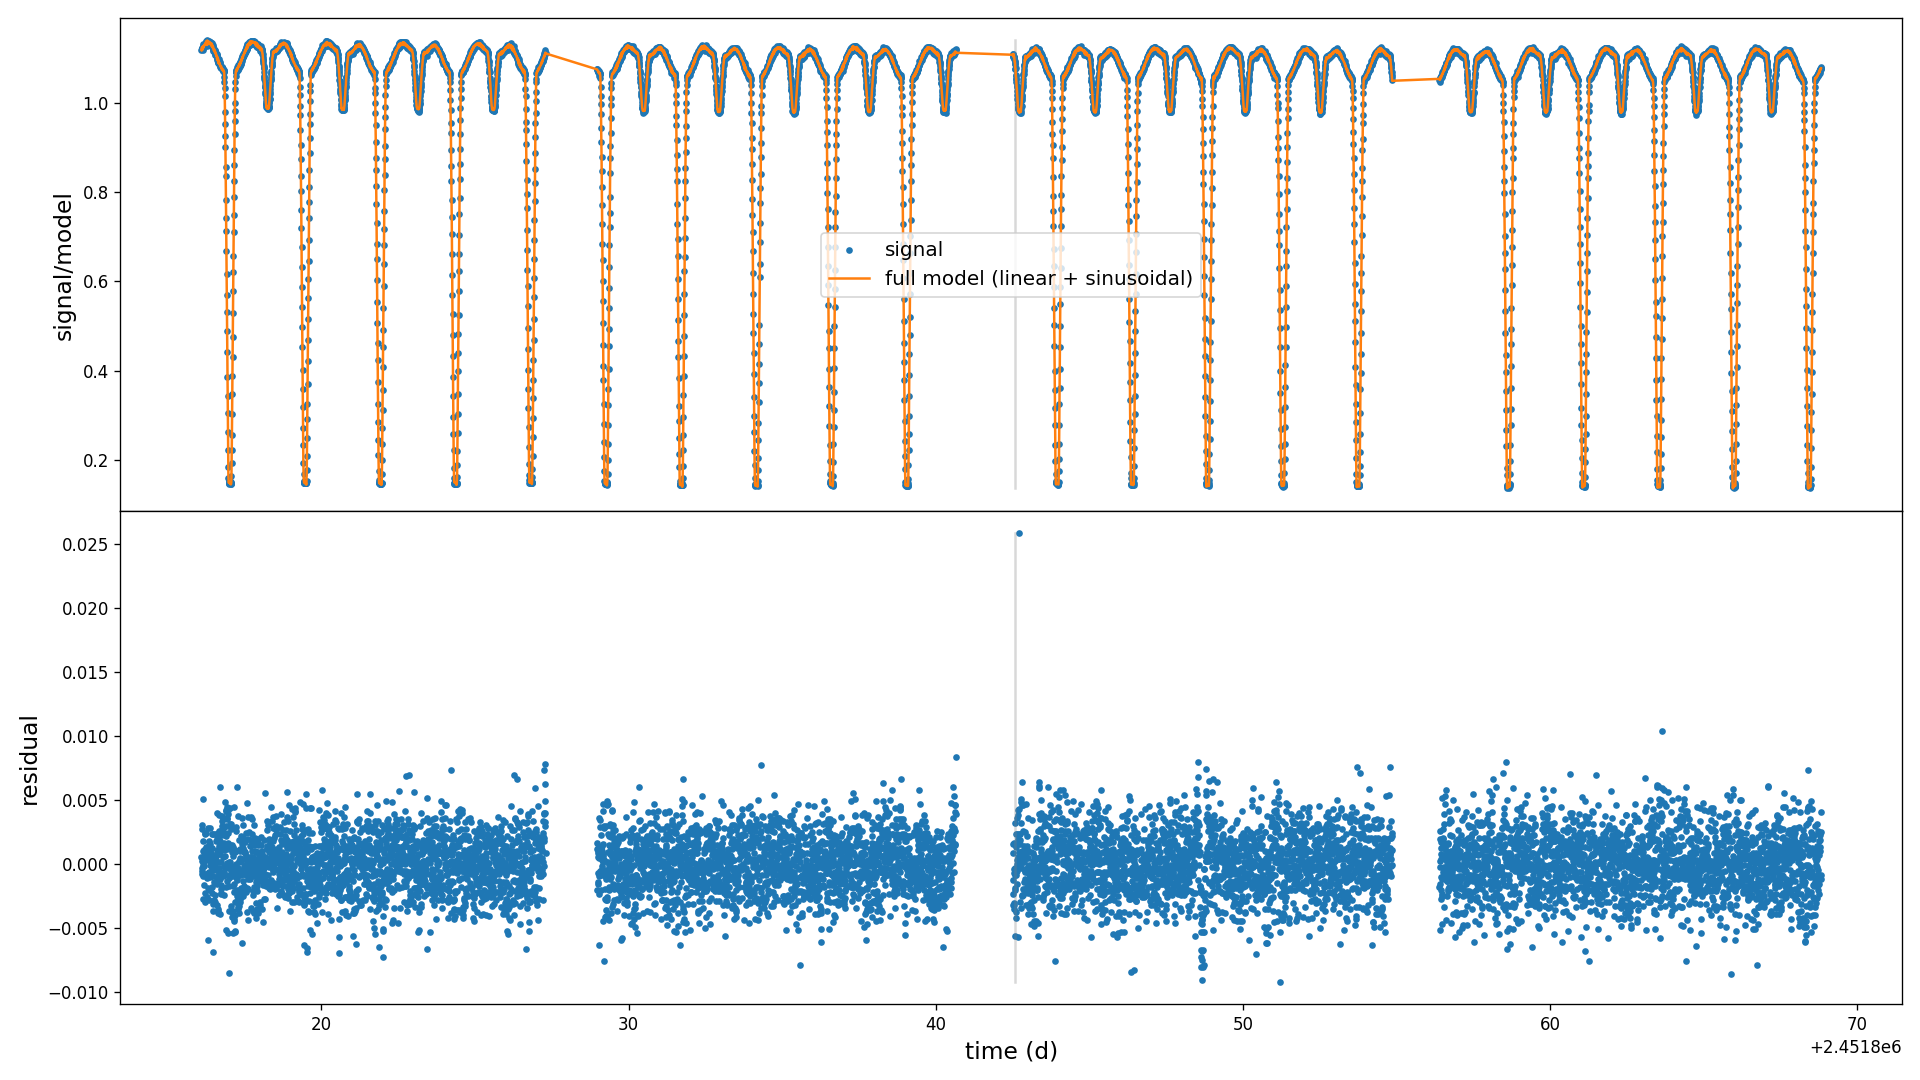 1.0
0.8
0.6
0.4
0.2
signal/model
signal
full model (linear + sinusoidal)
0.025
0.020
0.015
0.010
0.005
0.000
−0.005
−0.010
residual
20 30 40 50 60 70
time (d)
+2.4518e6